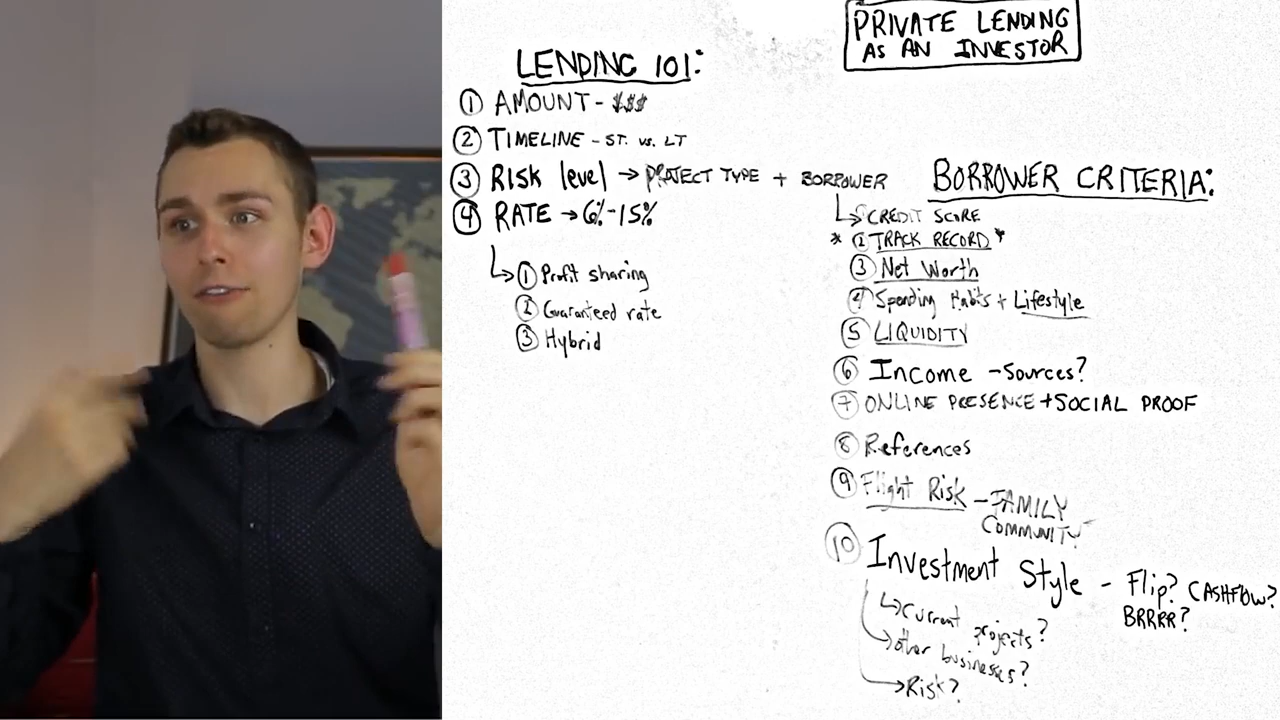 PRIVATE LENDING
AS AN INVESTOR
LENDING 101:
① AMOUNT - $$$
② TIMELINE - ST. vs. LT
③ Risk level → PROJECT TYPE + BORROWER
④ RATE → 6%-15%
↳ ① Profit sharing
② Guaranteed rate
③ Hybrid
BORROWER CRITERIA:
↳ CREDIT SCORE
* ② TRACK RECORD *
③ Net Worth
④ Spending Habits + Lifestyle
⑤ LIQUIDITY
⑥ Income - Sources?
⑦ ONLINE PRESENCE + SOCIAL PROOF
⑧ References
⑨ Flight Risk - FAMILY
COMMUNITY
⑩ Investment Style - Flip? CASHFLOW?
BRRRR?
↳ current projects?
↳ other businesses?
→ Risk?